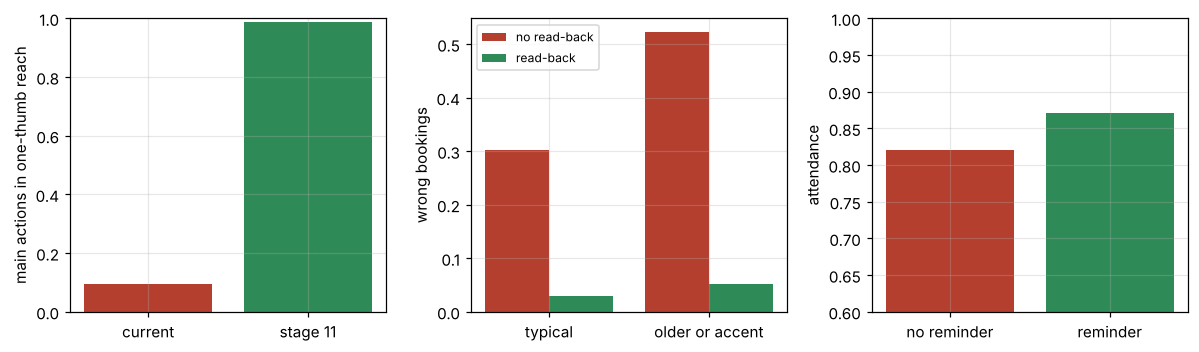 main actions in one-thumb reach
1.0
0.8
0.6
0.4
0.2
0.0
current
stage 11
wrong bookings
0.5
0.4
0.3
0.2
0.1
0.0
no read-back
read-back
typical
older or accent
attendance
1.00
0.95
0.90
0.85
0.80
0.75
0.70
0.65
0.60
no reminder
reminder